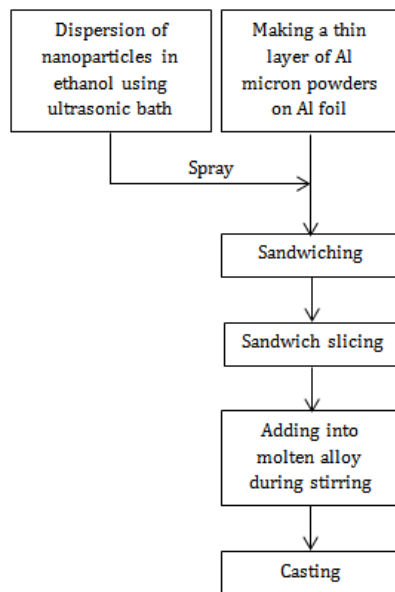 Dispersion of
nanoparticles in
ethanol using
ultrasonic bath
Making a thin
layer of Al
micron powders
on Al foil
Spray
Sandwiching
Sandwich slicing
Adding into
molten alloy
during stirring
Casting